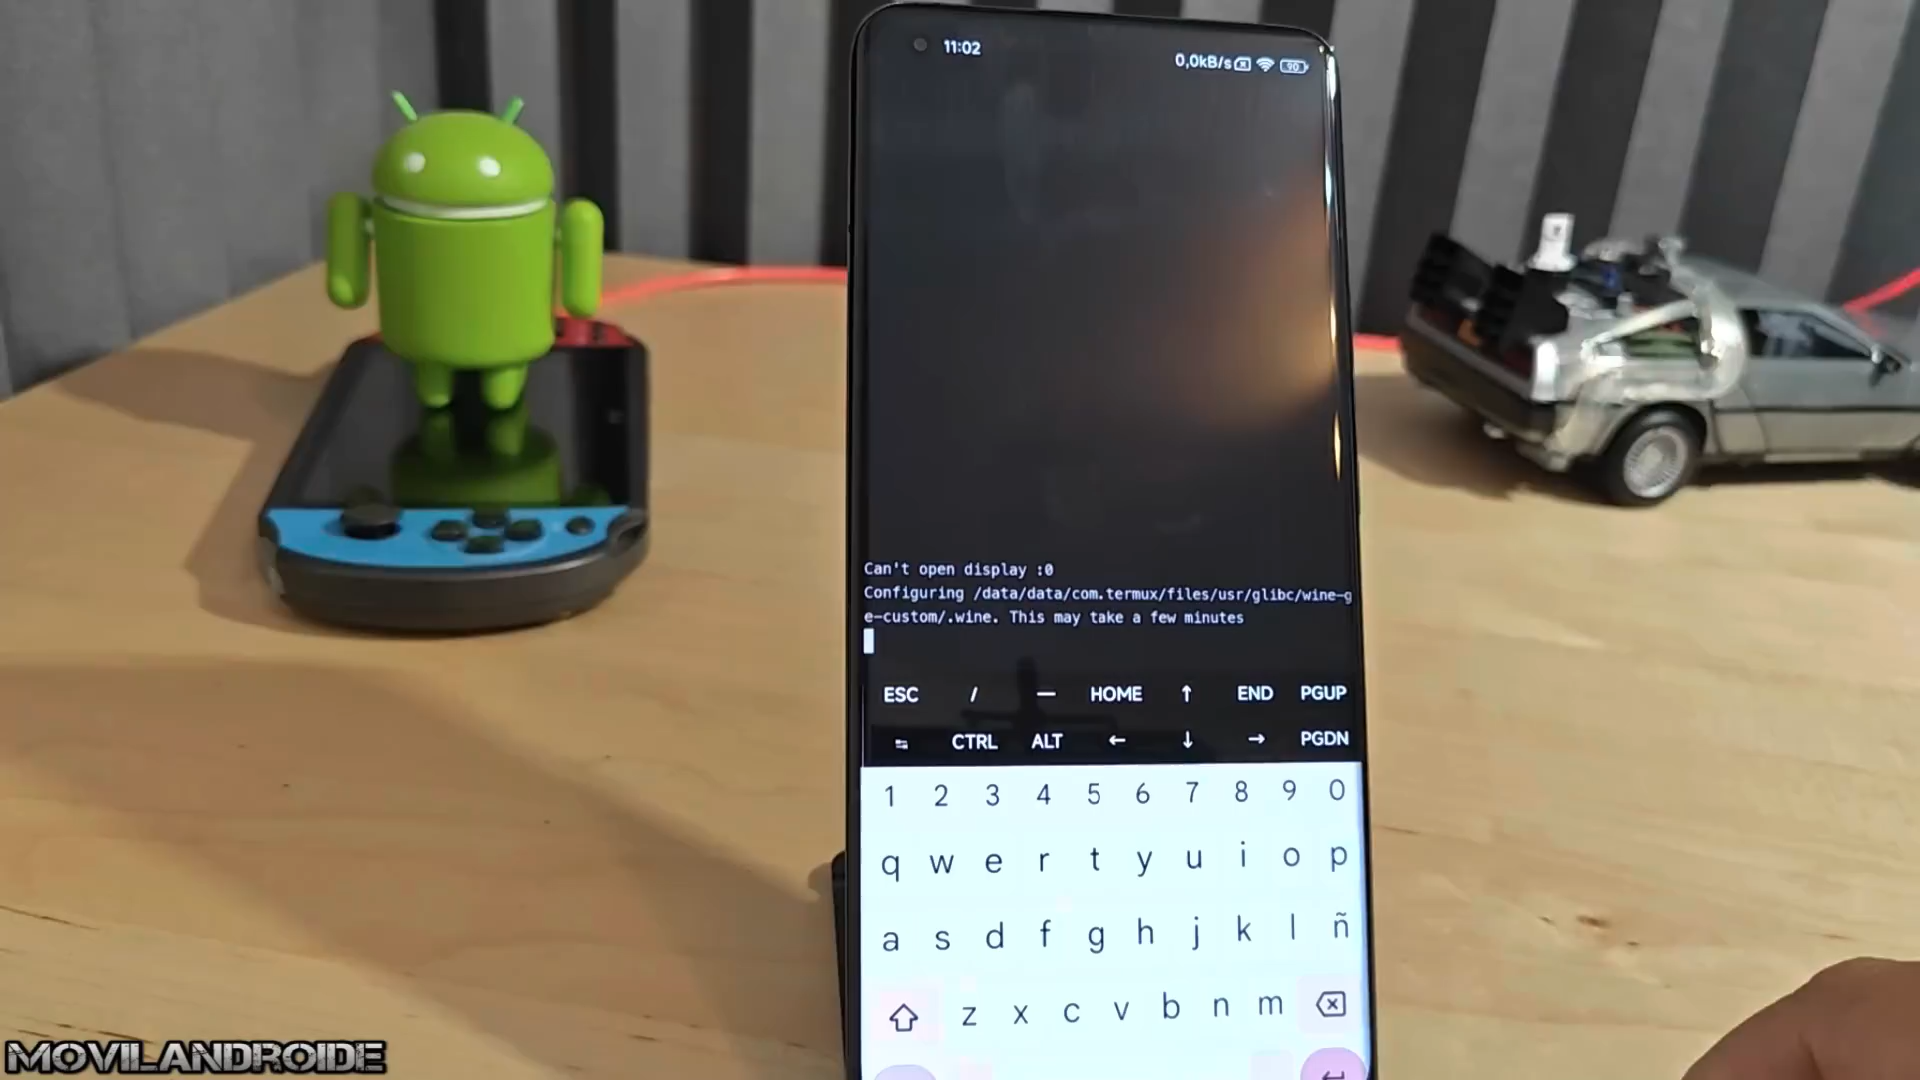 11:02
0,0kB/s 90
Can't open display :0
Configuring /data/data/com.termux/files/usr/glibc/wine-g
e-custom/.wine. This may take a few minutes
ESC / — HOME ↑ END PGUP
↹ CTRL ALT ← ↓ → PGDN
1 2 3 4 5 6 7 8 9 0
q w e r t y u i o p
a s d f g h j k l ñ
z x c v b n m
MOVILANDROIDE